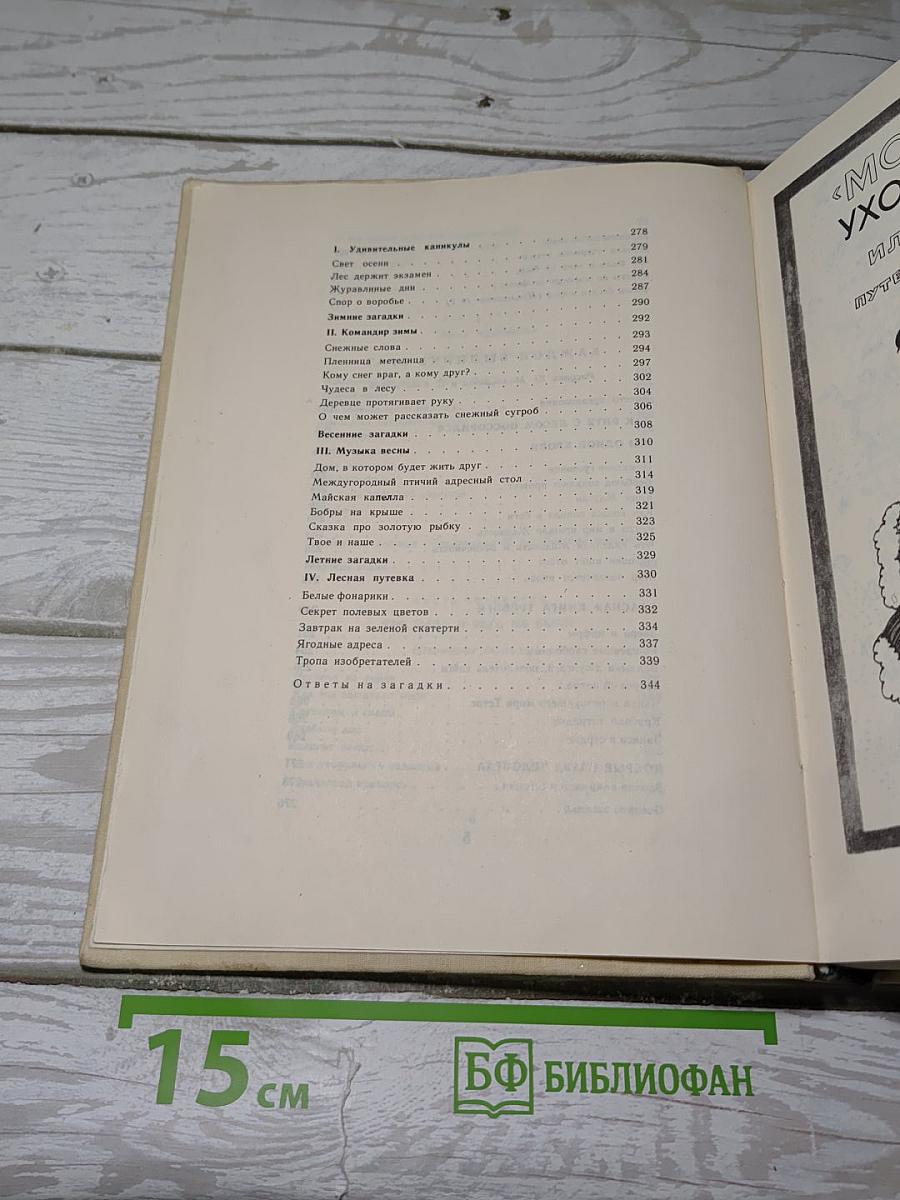 I. Удивительные каникулы . . . . . . . . . . 278
Свет осени . . . . . . . . . . . . . 279
Лес держит экзамен . . . . . . . . . . . 281
Журавлиные дни . . . . . . . . . . . . 284
Спор о воробье . . . . . . . . . . . . 287
Зимние загадки . . . . . . . . . . . . 290
II. Командир зимы . . . . . . . . . . . . 292
Снежные слова . . . . . . . . . . . . 293
Пленница метелица . . . . . . . . . . . 294
Кому снег враг, а кому друг? . . . . . . . . . 297
Чудеса в лесу . . . . . . . . . . . . 302
Деревце протягивает руку . . . . . . . . . . 304
О чем может рассказать снежный сугроб . . . . . . 306
Весенние загадки . . . . . . . . . . . . 308
III. Музыка весны . . . . . . . . . . . . 310
Дом, в котором будет жить друг . . . . . . . . 311
Междугородный птичий адресный стол . . . . . . . 314
Майская капелла . . . . . . . . . . . . 319
Бобры на крыше . . . . . . . . . . . . 321
Сказка про золотую рыбку . . . . . . . . . . 323
Твое и наше . . . . . . . . . . . . . 325
Летние загадки . . . . . . . . . . . . 329
IV. Лесная путевка . . . . . . . . . . . . 330
Белые фонарики . . . . . . . . . . . . 331
Секрет полевых цветов . . . . . . . . . . . 332
Завтрак на зеленой скатерти . . . . . . . . . 334
Ягодные адреса . . . . . . . . . . . . 337
Тропа изобретателей . . . . . . . . . . . 339
Ответы на загадки . . . . . . . . . . . 344
«МО
УХО
ИЛ
ПУТЕ
15 см
БФ БИБЛИОФАН